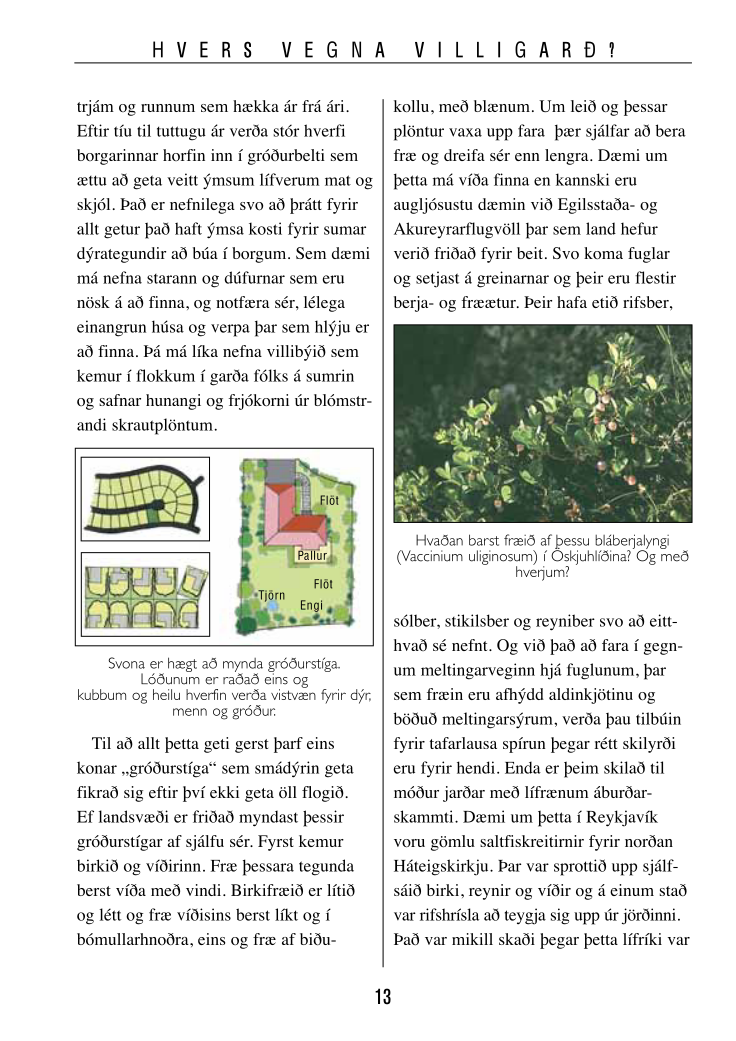 HVERS VEGNA VILLIGARÐ?
trjám og runnum sem hækka ár frá ári.
Eftir tíu til tuttugu ár verða stór hverfi
borgarinnar horfin inn í gróðurbelti sem
ættu að geta veitt ýmsum lífverum mat og
skjól. Það er nefnilega svo að þrátt fyrir
allt getur það haft ýmsa kosti fyrir sumar
dýrategundir að búa í borgum. Sem dæmi
má nefna starann og dúfurnar sem eru
nösk á að finna, og notfæra sér, lélega
einangrun húsa og verpa þar sem hlýju er
að finna. Þá má líka nefna villibýið sem
kemur í flokkum í garða fólks á sumrin
og safnar hunangi og frjókorni úr blómstr-
andi skrautplöntum.
Flöt
Pallur
Flöt
Tjörn
Engi
Svona er hægt að mynda gróðurstíga.
Lóðunum er raðað eins og
kubbum og heilu hverfin verða vistvæn fyrir dýr,
menn og gróður.
Til að allt þetta geti gerst þarf eins
konar „gróðurstíga“ sem smádýrin geta
fikrað sig eftir því ekki geta öll flogið.
Ef landsvæði er friðað myndast þessir
gróðurstígar af sjálfu sér. Fyrst kemur
birkið og víðirinn. Fræ þessara tegunda
berst víða með vindi. Birkifræið er lítið
og létt og fræ víðisins berst líkt og í
bómullarhnoðra, eins og fræ af biðu-
kollu, með blænum. Um leið og þessar
plöntur vaxa upp fara þær sjálfar að bera
fræ og dreifa sér enn lengra. Dæmi um
þetta má víða finna en kannski eru
augljósustu dæmin við Egilsstaða- og
Akureyrarflugvöll þar sem land hefur
verið friðað fyrir beit. Svo koma fuglar
og setjast á greinarnar og þeir eru flestir
berja- og fræætur. Þeir hafa etið rifsber,
Hvaðan barst fræið af þessu bláberjalyngi
(Vaccinium uliginosum) í Öskjuhlíðina? Og með
hverjum?
sólber, stikilsber og reyniber svo að eitt-
hvað sé nefnt. Og við það að fara í gegn-
um meltingarveginn hjá fuglunum, þar
sem fræin eru afhýdd aldinkjötinu og
böðuð meltingarsýrum, verða þau tilbúin
fyrir tafarlausa spírun þegar rétt skilyrði
eru fyrir hendi. Enda er þeim skilað til
móður jarðar með lífrænum áburðar-
skammti. Dæmi um þetta í Reykjavík
voru gömlu saltfiskreitirnir fyrir norðan
Háteigskirkju. Þar var sprottið upp sjálf-
sáið birki, reynir og víðir og á einum stað
var rifshrísla að teygja sig upp úr jörðinni.
Það var mikill skaði þegar þetta lífríki var
13